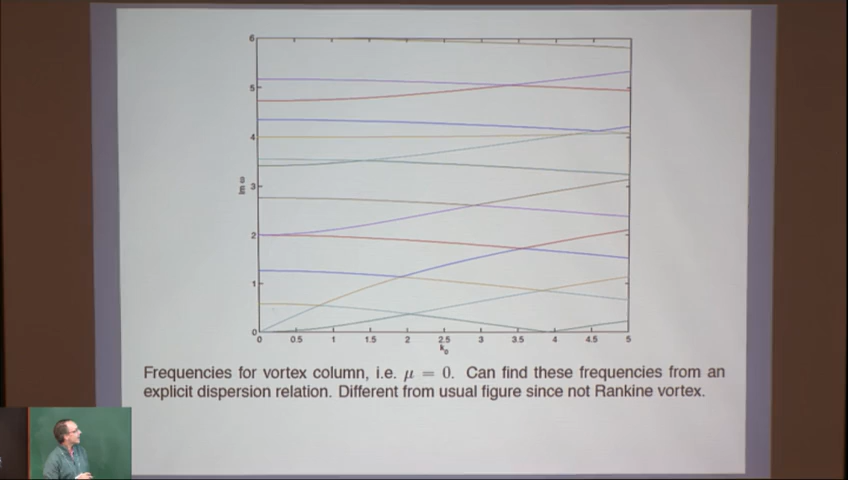 6
5
4
3
2
1
0
Im ω
0 0.5 1 1.5 2 2.5 3 3.5 4 4.5 5
k₀
Frequencies for vortex column, i.e. μ = 0. Can find these frequencies from an
explicit dispersion relation. Different from usual figure since not Rankine vortex.